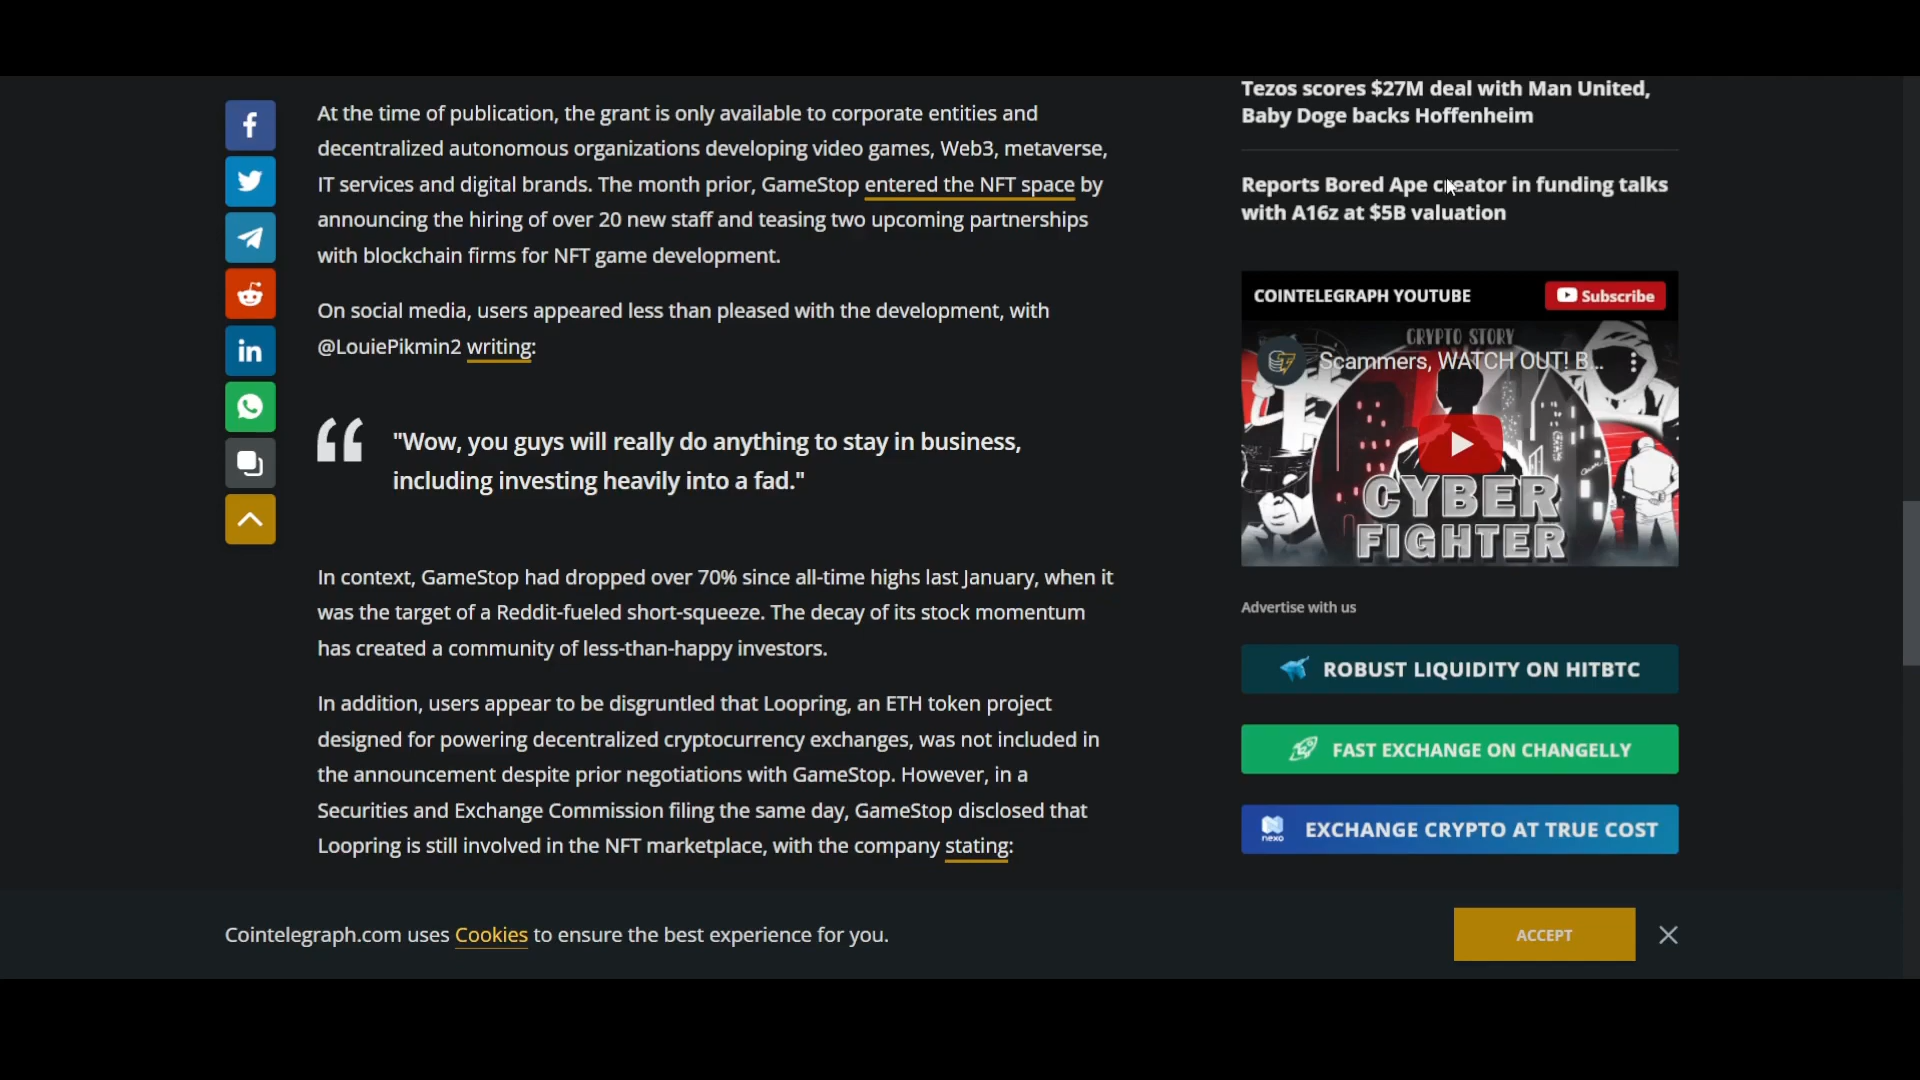 At the time of publication, the grant is only available to corporate entities and
decentralized autonomous organizations developing video games, Web3, metaverse,
IT services and digital brands. The month prior, GameStop entered the NFT space by
announcing the hiring of over 20 new staff and teasing two upcoming partnerships
with blockchain firms for NFT game development.
On social media, users appeared less than pleased with the development, with
@LouiePikmin2 writing:
"Wow, you guys will really do anything to stay in business,
including investing heavily into a fad."
In context, GameStop had dropped over 70% since all-time highs last January, when it
was the target of a Reddit-fueled short-squeeze. The decay of its stock momentum
has created a community of less-than-happy investors.
In addition, users appear to be disgruntled that Loopring, an ETH token project
designed for powering decentralized cryptocurrency exchanges, was not included in
the announcement despite prior negotiations with GameStop. However, in a
Securities and Exchange Commission filing the same day, GameStop disclosed that
Loopring is still involved in the NFT marketplace, with the company stating:
Tezos scores $27M deal with Man United,
Baby Doge backs Hoffenheim
Reports Bored Ape creator in funding talks
with A16z at $5B valuation
COINTELEGRAPH YOUTUBE
Subscribe
CRYPTO STORY
Scammers, WATCH OUT! B...
CYBER
FIGHTER
Advertise with us
ROBUST LIQUIDITY ON HITBTC
FAST EXCHANGE ON CHANGELLY
nexo
EXCHANGE CRYPTO AT TRUE COST
Cointelegraph.com uses Cookies to ensure the best experience for you.
ACCEPT